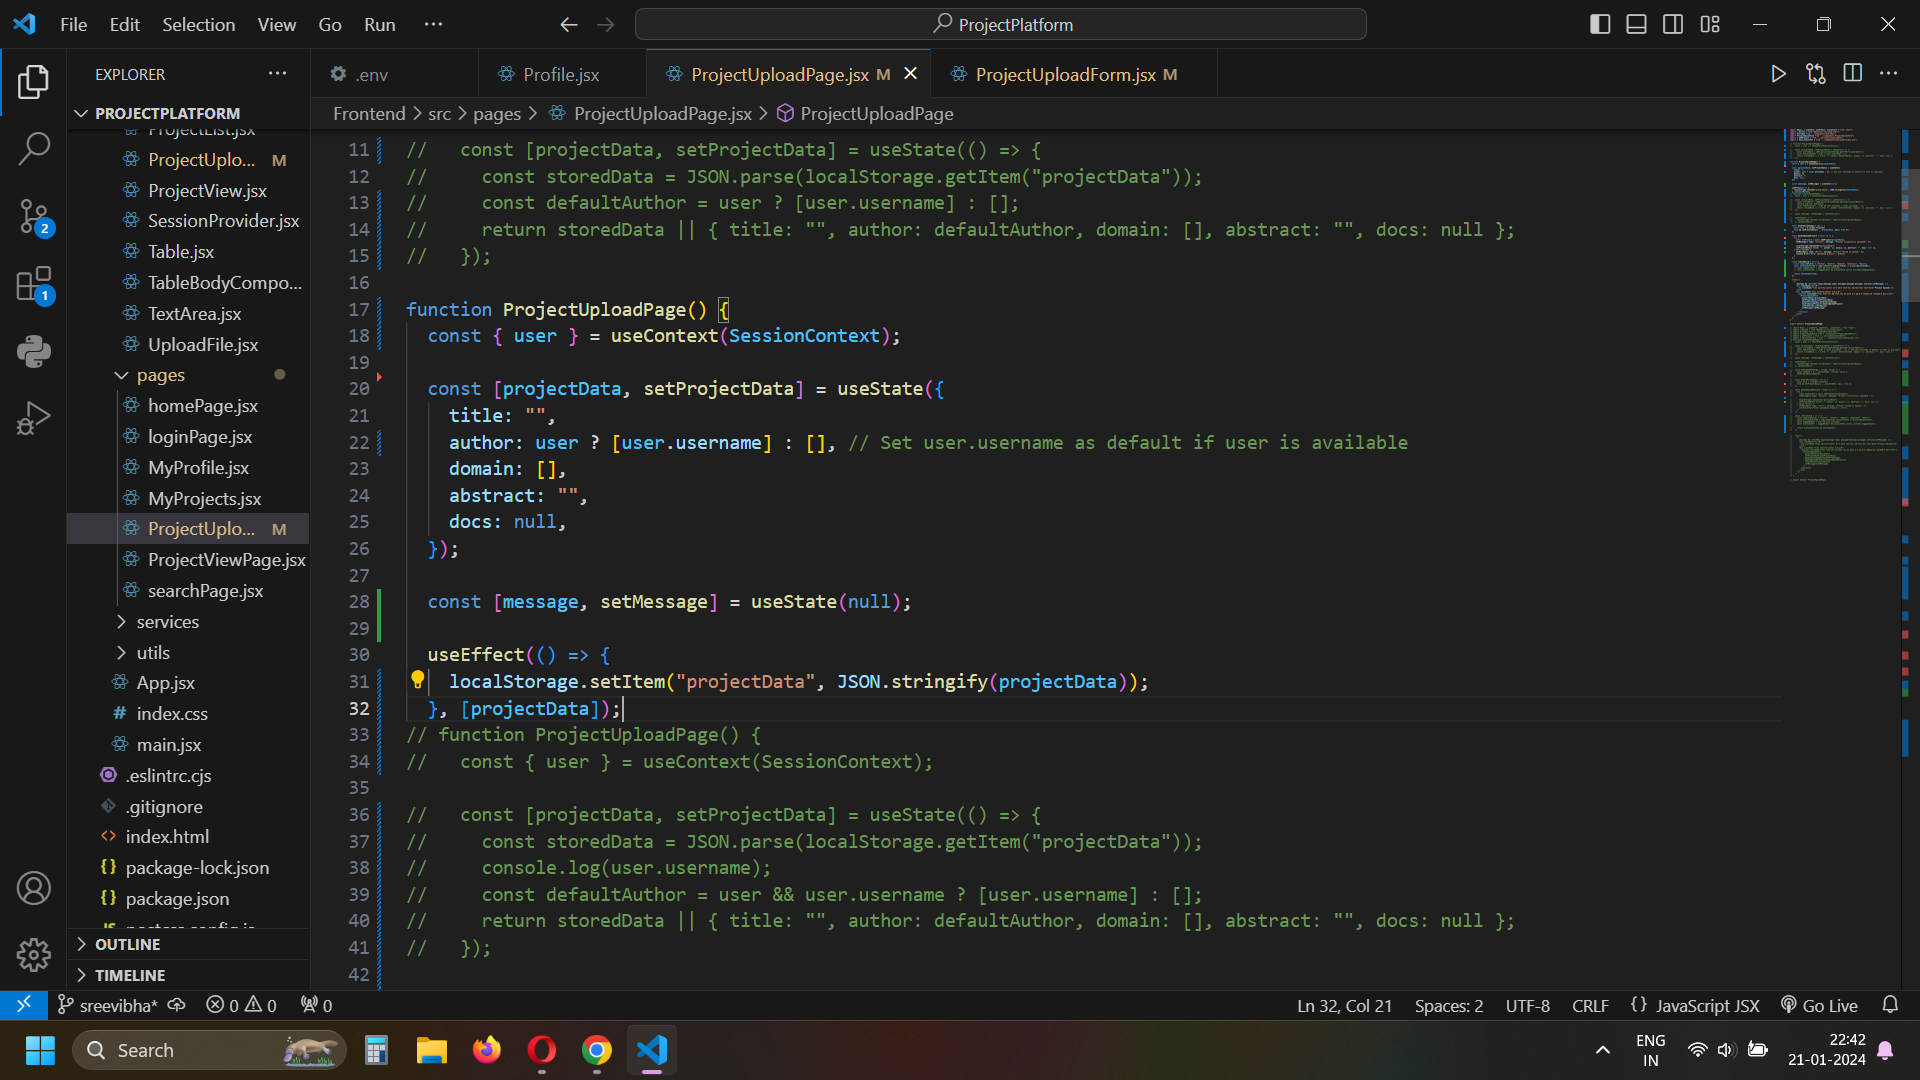 File Edit Selection View Go Run ···
ProjectPlatform
EXPLORER ···
PROJECTPLATFORM
ProjectList.jsx
ProjectUplo... M
ProjectView.jsx
SessionProvider.jsx
Table.jsx
TableBodyCompo...
TextArea.jsx
UploadFile.jsx
pages
homePage.jsx
loginPage.jsx
MyProfile.jsx
MyProjects.jsx
ProjectUplo... M
ProjectViewPage.jsx
searchPage.jsx
services
utils
App.jsx
# index.css
main.jsx
.eslintrc.cjs
.gitignore
<> index.html
{} package-lock.json
{} package.json
OUTLINE
TIMELINE
2
1
.env
Profile.jsx
ProjectUploadPage.jsx M
ProjectUploadForm.jsx M
Frontend > src > pages > ProjectUploadPage.jsx > ProjectUploadPage
11 //   const [projectData, setProjectData] = useState(() => {
12 //     const storedData = JSON.parse(localStorage.getItem("projectData"));
13 //     const defaultAuthor = user ? [user.username] : [];
14 //     return storedData || { title: "", author: defaultAuthor, domain: [], abstract: "", docs: null };
15 //   });
16
17 function ProjectUploadPage() {
18   const { user } = useContext(SessionContext);
19
20   const [projectData, setProjectData] = useState({
21     title: "",
22     author: user ? [user.username] : [], // Set user.username as default if user is available
23     domain: [],
24     abstract: "",
25     docs: null,
26   });
27
28   const [message, setMessage] = useState(null);
29
30   useEffect(() => {
31     localStorage.setItem("projectData", JSON.stringify(projectData));
32   }, [projectData]);
33 // function ProjectUploadPage() {
34 //   const { user } = useContext(SessionContext);
35
36 //   const [projectData, setProjectData] = useState(() => {
37 //     const storedData = JSON.parse(localStorage.getItem("projectData"));
38 //     console.log(user.username);
39 //     const defaultAuthor = user && user.username ? [user.username] : [];
40 //     return storedData || { title: "", author: defaultAuthor, domain: [], abstract: "", docs: null };
41 //   });
42
sreevibha* 0 0 0
Ln 32, Col 21 Spaces: 2 UTF-8 CRLF {} JavaScript JSX Go Live
Search
ENG
IN
22:42
21-01-2024